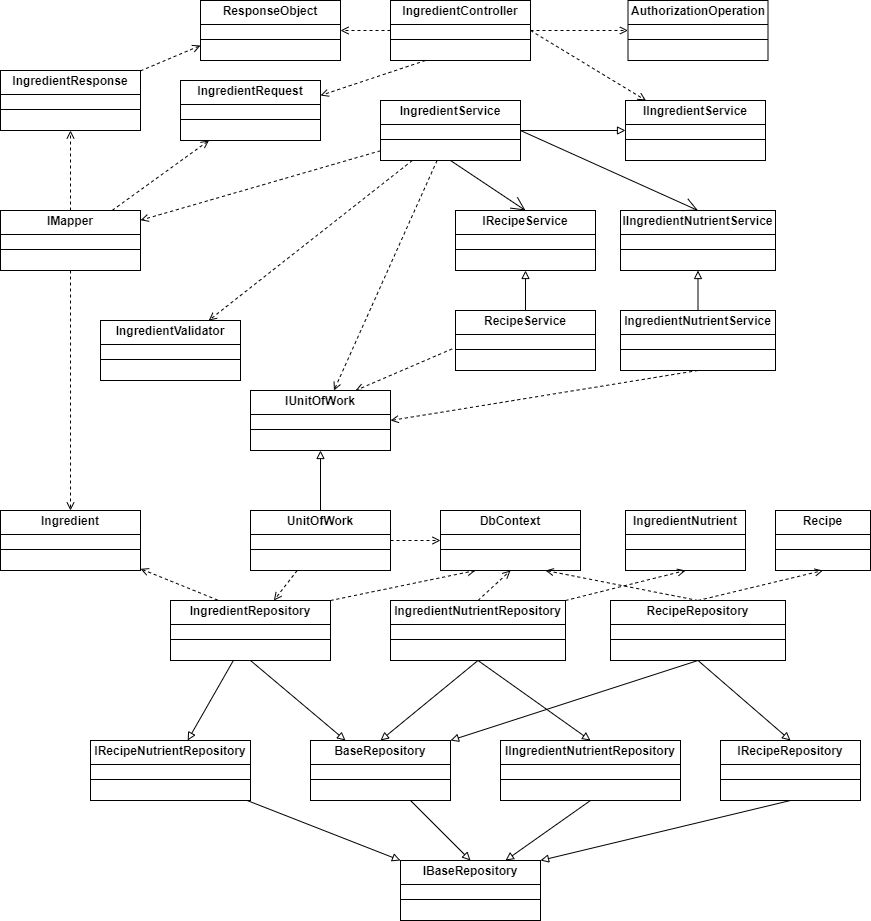 ResponseObject
IngredientController
AuthorizationOperation
IngredientResponse
IngredientRequest
IngredientService
IIngredientService
IMapper
IRecipeService
IIngredientNutrientService
IngredientValidator
RecipeService
IngredientNutrientService
IUnitOfWork
Ingredient
UnitOfWork
DbContext
IngredientNutrient
Recipe
IngredientRepository
IngredientNutrientRepository
RecipeRepository
IRecipeNutrientRepository
BaseRepository
IIngredientNutrientRepository
IRecipeRepository
IBaseRepository